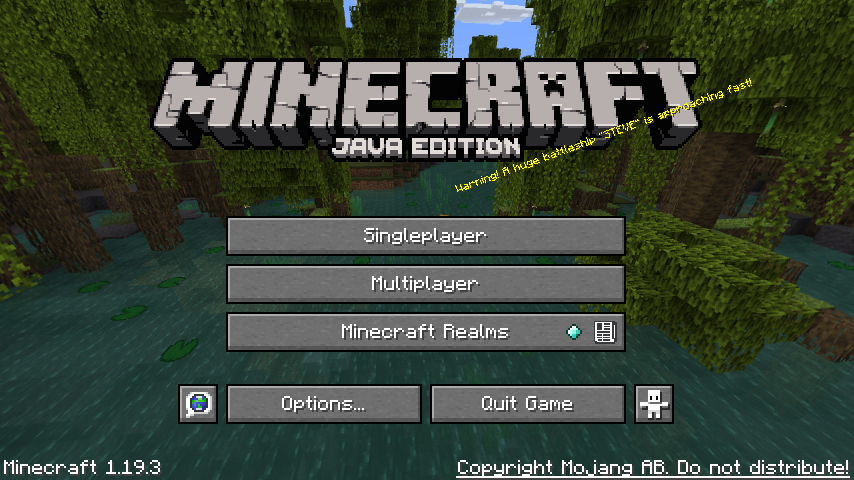 MINECRAFT
JAVA EDITION
Warning! A huge battleship "STEVE" is approaching fast!
Singleplayer
Multiplayer
Minecraft Realms
Options...
Quit Game
Minecraft 1.19.3
Copyright Mojang AB. Do not distribute!